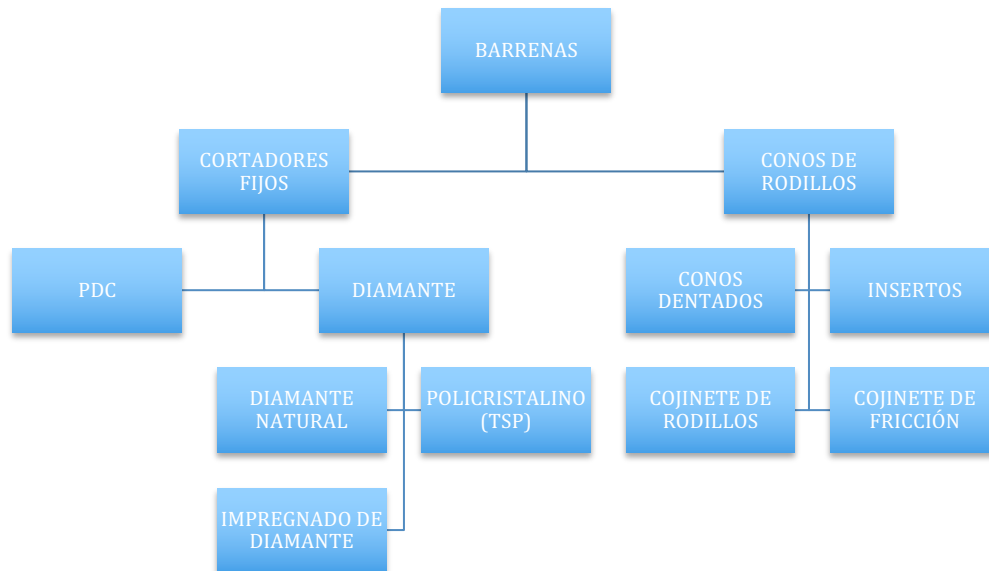 BARRENAS
CORTADORES
FIJOS
CONOS DE
RODILLOS
PDC
DIAMANTE
CONOS
DENTADOS
INSERTOS
DIAMANTE
NATURAL
POLICRISTALINO
(TSP)
COJINETE DE
RODILLOS
COJINETE DE
FRICCIÓN
IMPREGNADO DE
DIAMANTE